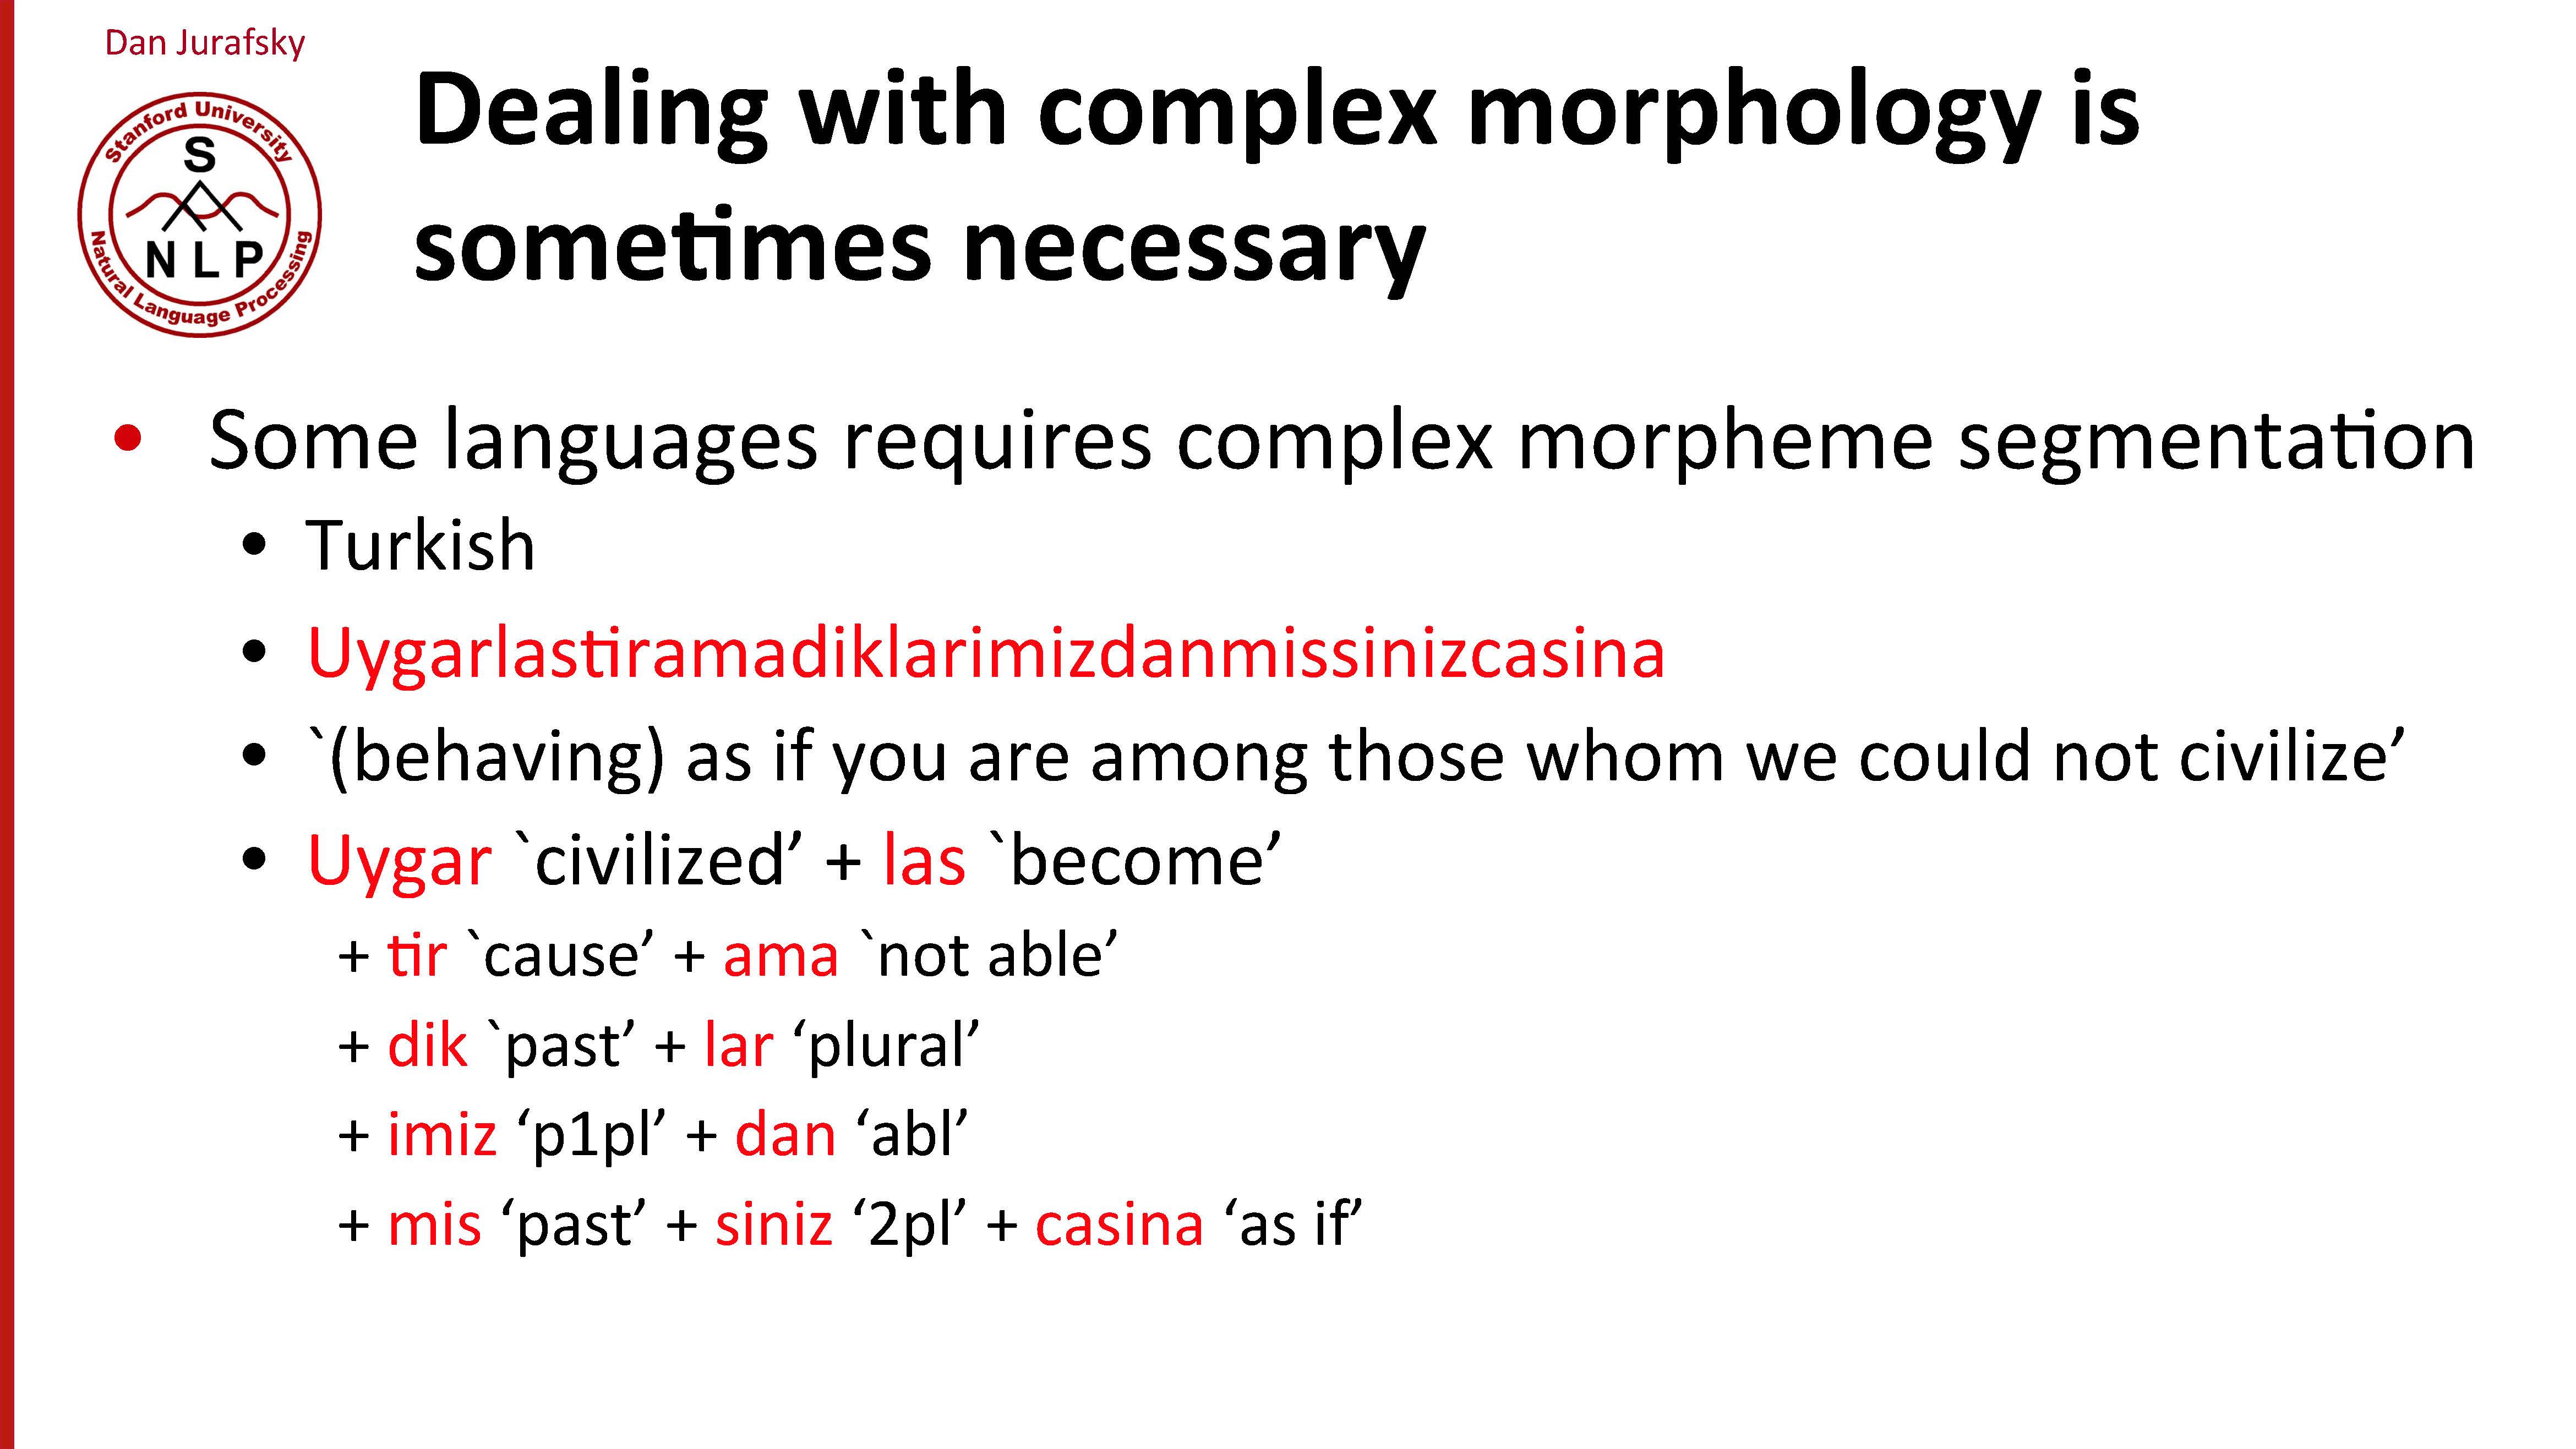 Dan Jurafsky
Stanford University
S
N L P
Natural Language Processing
Dealing with complex morphology is
sometimes necessary
• Some languages requires complex morpheme segmentation
• Turkish
• Uygarlastiramadiklarimizdanmissinizcasina
• `(behaving) as if you are among those whom we could not civilize’
• Uygar `civilized’ + las `become’
+ tir `cause’ + ama `not able’
+ dik `past’ + lar ‘plural’
+ imiz ‘p1pl’ + dan ‘abl’
+ mis ‘past’ + siniz ‘2pl’ + casina ‘as if’